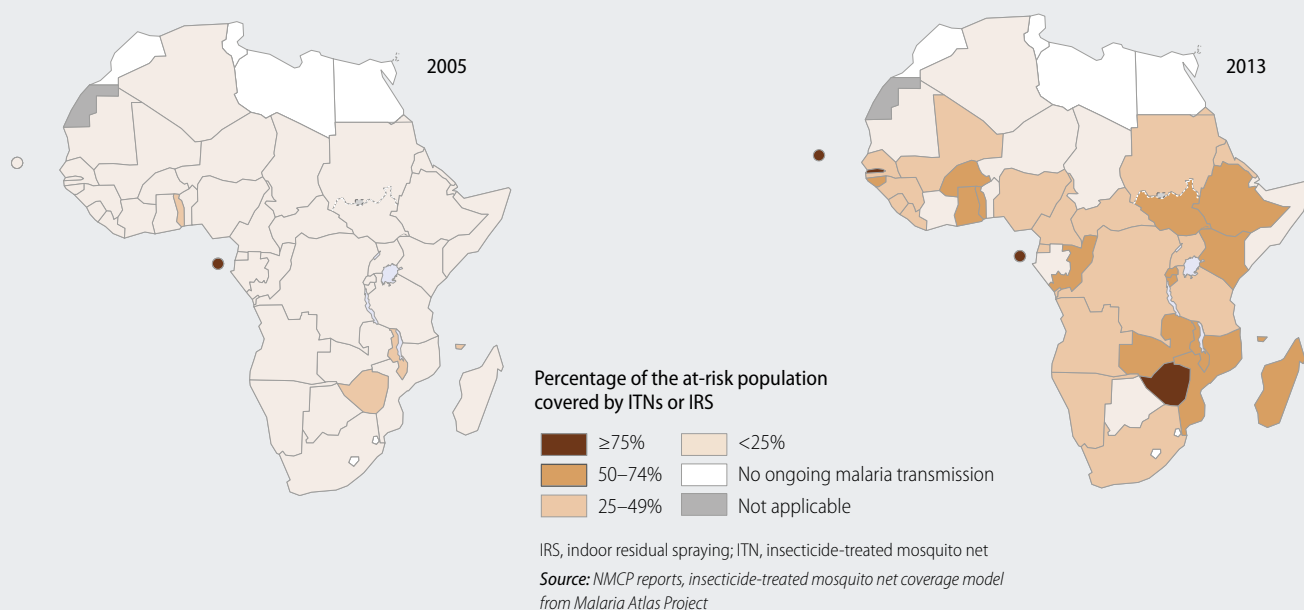 2005
2013
Percentage of the at-risk population
covered by ITNs or IRS
≥75%
<25%
50–74%
No ongoing malaria transmission
25–49%
Not applicable
IRS, indoor residual spraying; ITN, insecticide-treated mosquito net
Source: NMCP reports, insecticide-treated mosquito net coverage model
from Malaria Atlas Project